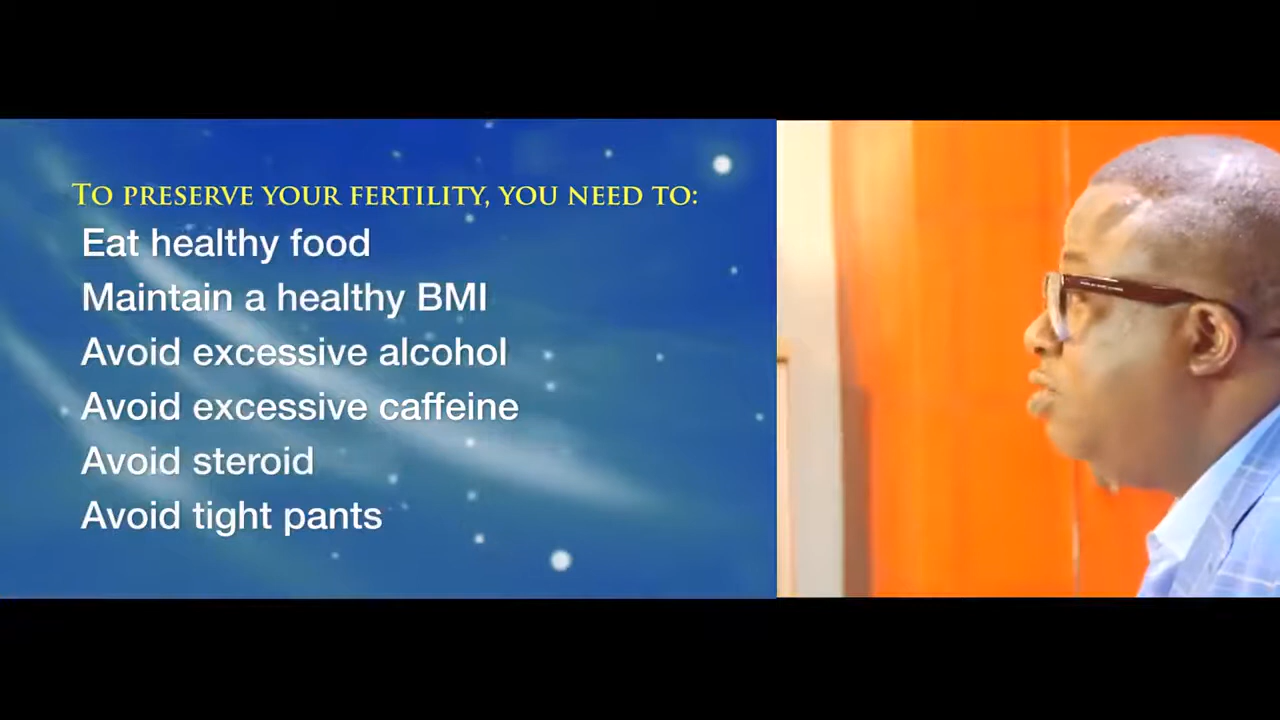 TO PRESERVE YOUR FERTILITY, YOU NEED TO:
Eat healthy food
Maintain a healthy BMI
Avoid excessive alcohol
Avoid excessive caffeine
Avoid steroid
Avoid tight pants